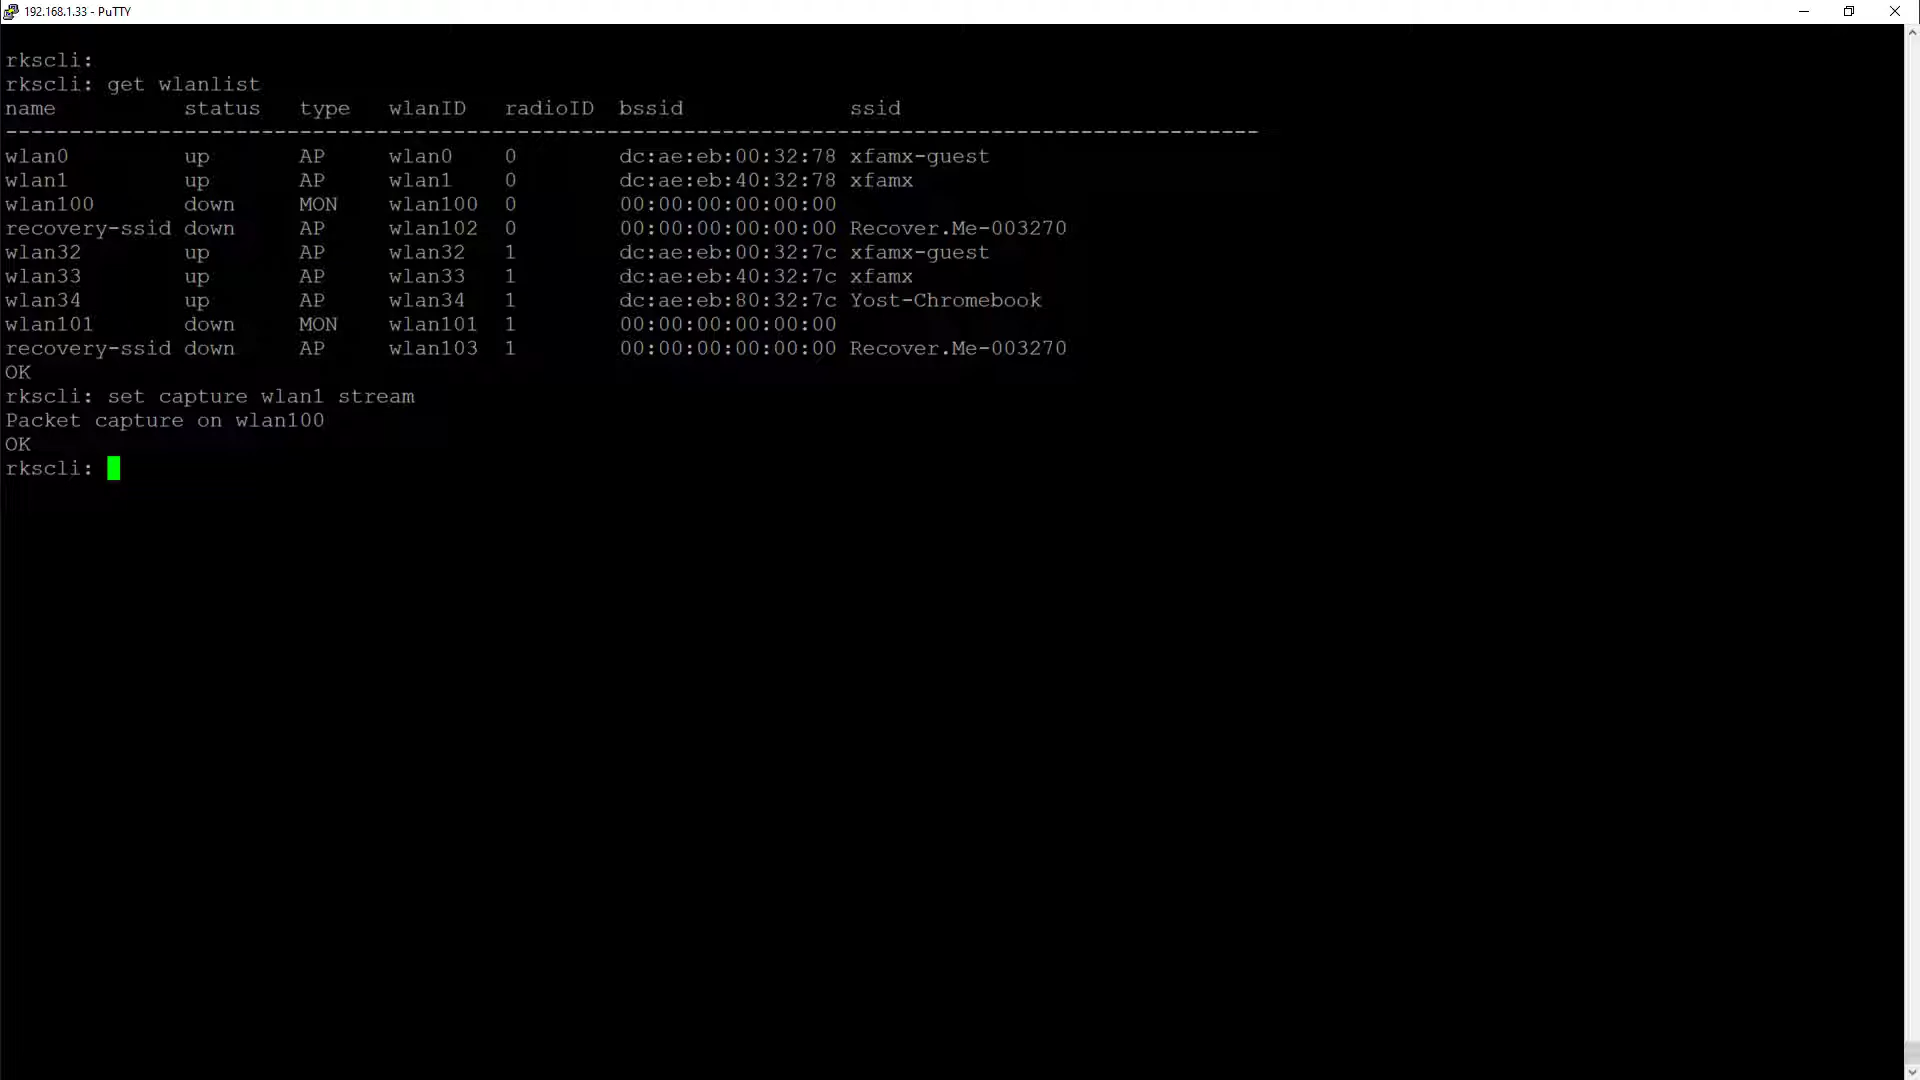 192.168.1.33 - PuTTY
rkscli:
rkscli: get wlanlist
name status type wlanID radioID bssid ssid
--------------------------------------------------------------------------------------------------
wlan0 up AP wlan0 0 dc:ae:eb:00:32:78 xfamx-guest
wlan1 up AP wlan1 0 dc:ae:eb:40:32:78 xfamx
wlan100 down MON wlan100 0 00:00:00:00:00:00
recovery-ssid down AP wlan102 0 00:00:00:00:00:00 Recover.Me-003270
wlan32 up AP wlan32 1 dc:ae:eb:00:32:7c xfamx-guest
wlan33 up AP wlan33 1 dc:ae:eb:40:32:7c xfamx
wlan34 up AP wlan34 1 dc:ae:eb:80:32:7c Yost-Chromebook
wlan101 down MON wlan101 1 00:00:00:00:00:00
recovery-ssid down AP wlan103 1 00:00:00:00:00:00 Recover.Me-003270
OK
rkscli: set capture wlan1 stream
Packet capture on wlan100
OK
rkscli: